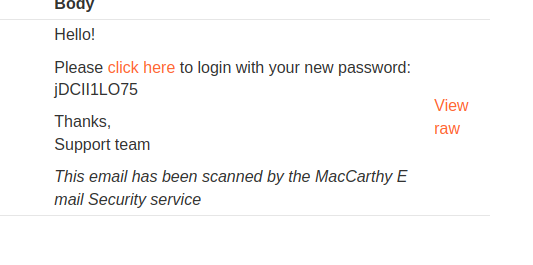 Body
Hello!
Please click here to login with your new password:
jDCII1LO75
Thanks,
Support team
This email has been scanned by the MacCarthy E
mail Security service
View
raw